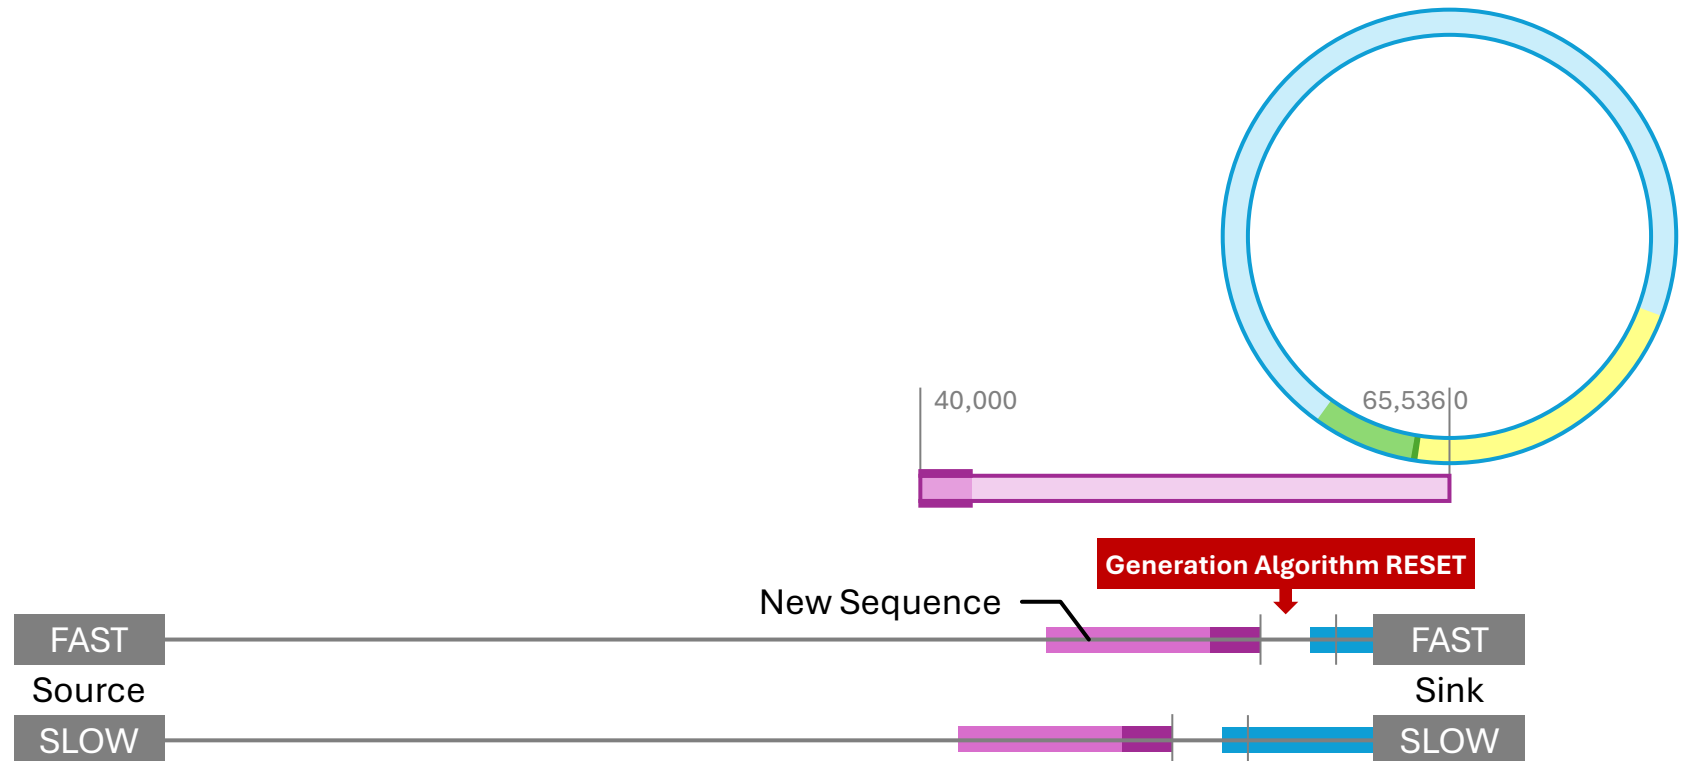 40,000
65,536 0
Generation Algorithm RESET
New Sequence
FAST
FAST
Source
Sink
SLOW
SLOW